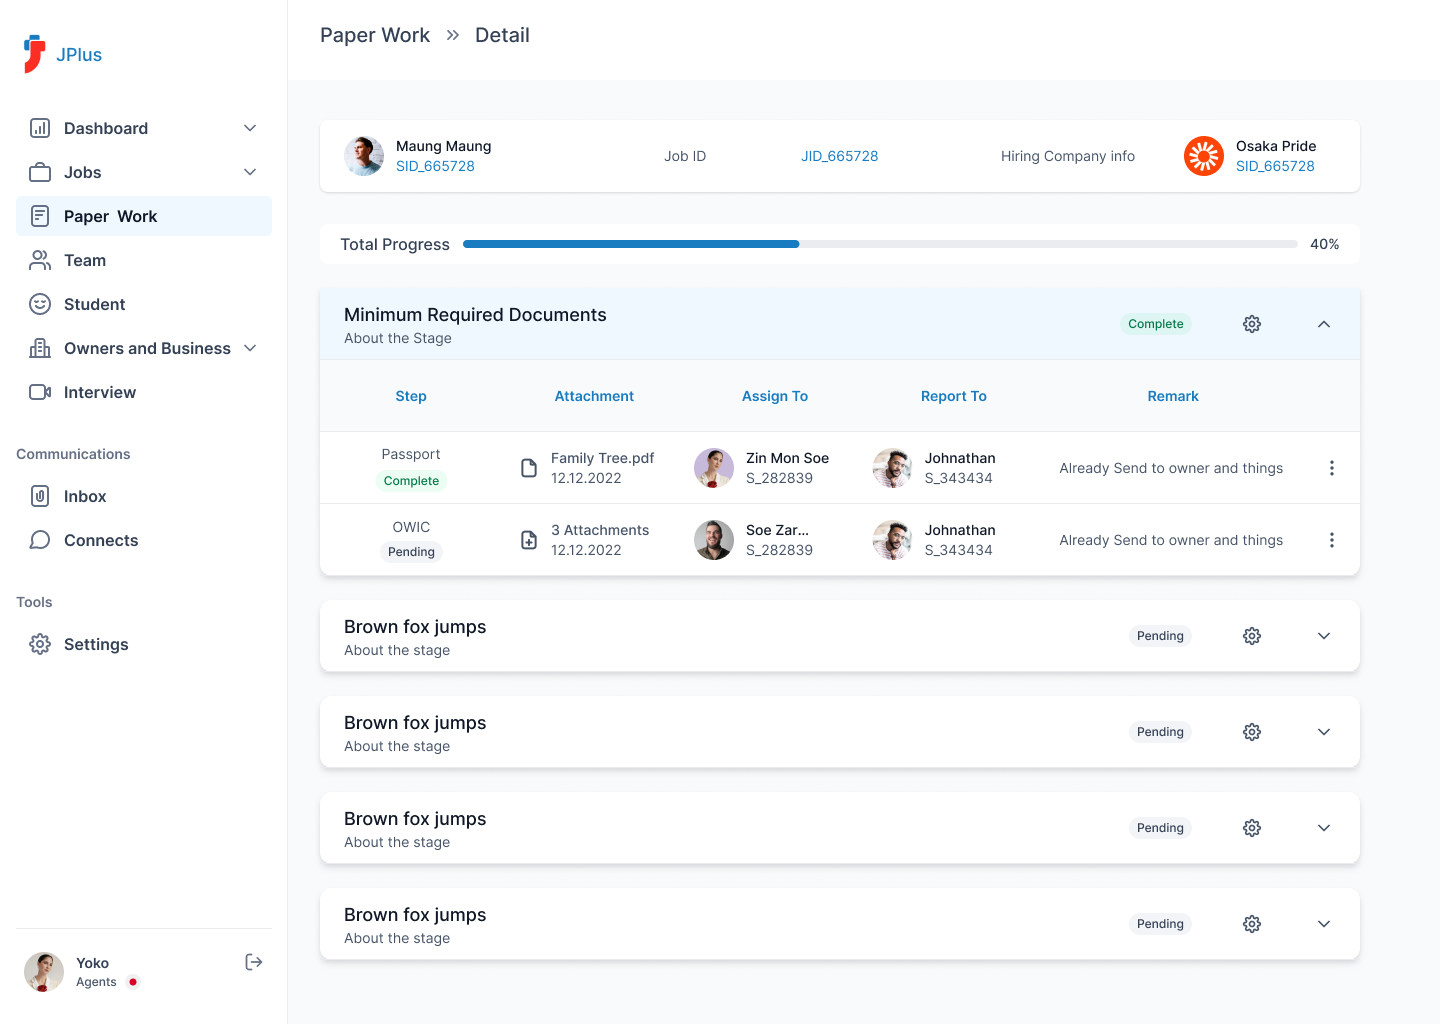 JPlus
Dashboard
Jobs
Paper Work
Team
Student
Owners and Business
Interview
Communications
Inbox
Connects
Tools
Settings
Yoko
Agents
Paper Work » Detail
Maung Maung
SID_665728
Job ID
JID_665728
Hiring Company info
Osaka Pride
SID_665728
Total Progress
40%
Minimum Required Documents
About the Stage
Complete
Step Attachment Assign To Report To Remark
Passport
Complete
Family Tree.pdf
12.12.2022
Zin Mon Soe
S_282839
Johnathan
S_343434
Already Send to owner and things
OWIC
Pending
3 Attachments
12.12.2022
Soe Zar...
S_282839
Johnathan
S_343434
Already Send to owner and things
Brown fox jumps
About the stage
Pending
Brown fox jumps
About the stage
Pending
Brown fox jumps
About the stage
Pending
Brown fox jumps
About the stage
Pending